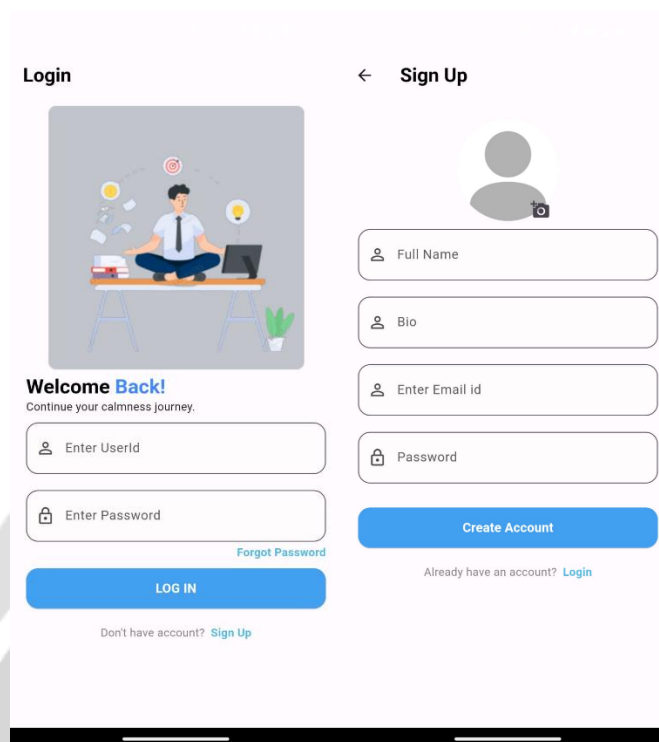 Login
Welcome Back!
Continue your calmness journey.
Enter UserId
Enter Password
Forgot Password
LOG IN
Don't have account? Sign Up
Sign Up
Full Name
Bio
Enter Email id
Password
Create Account
Already have an account? Login